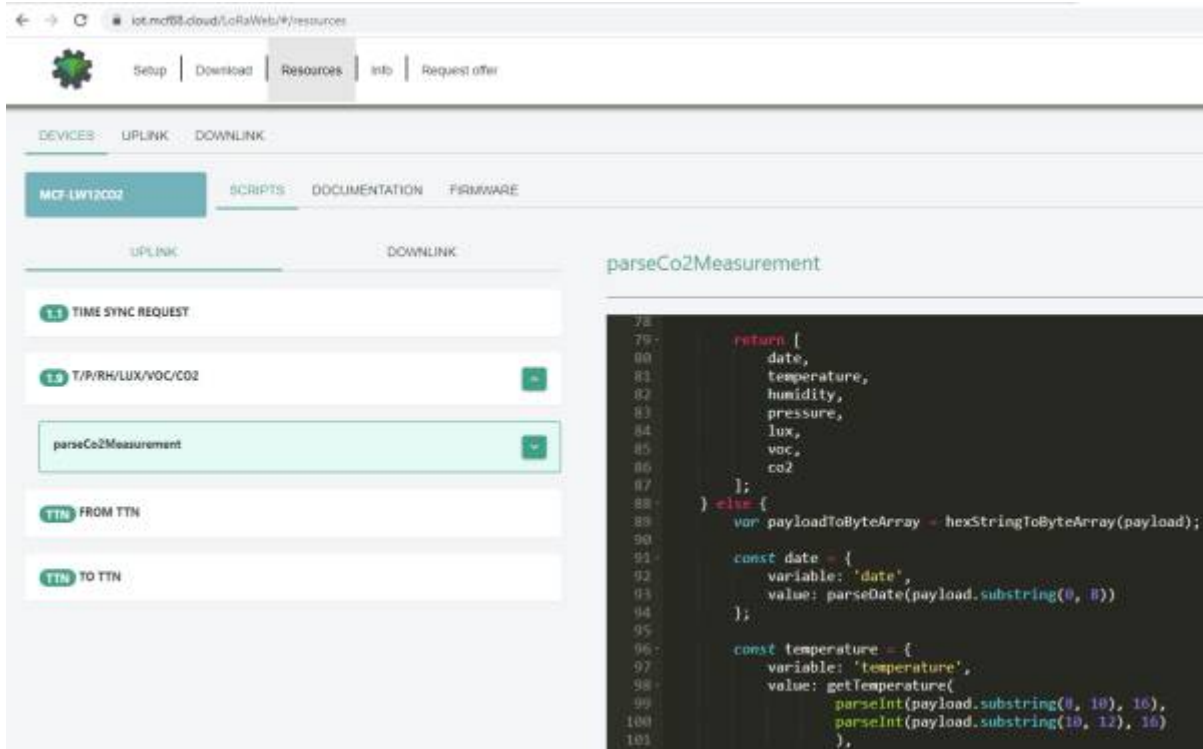 iot.mcf88.cloud/LoRaWeb/#/resources
Setup Download Resources Info Request offer
DEVICES UPLINK DOWNLINK
MCF-LW12CO2 SCRIPTS DOCUMENTATION FIRMWARE
UPLINK DOWNLINK
1.1 TIME SYNC REQUEST
1.9 T/P/RH/LUX/VOC/CO2
parseCo2Measurement
TTN FROM TTN
TTN TO TTN
parseCo2Measurement
78
79 return [
80 date,
81 temperature,
82 humidity,
83 pressure,
84 lux,
85 voc,
86 co2
87 ];
88 } else {
89 var payloadToByteArray = hexStringToByteArray(payload);
90
91 const date = {
92 variable: 'date',
93 value: parseDate(payload.substring(0, 8))
94 };
95
96 const temperature = {
97 variable: 'temperature',
98 value: getTemperature(
99 parseInt(payload.substring(8, 10), 16),
100 parseInt(payload.substring(10, 12), 16)
101 ),